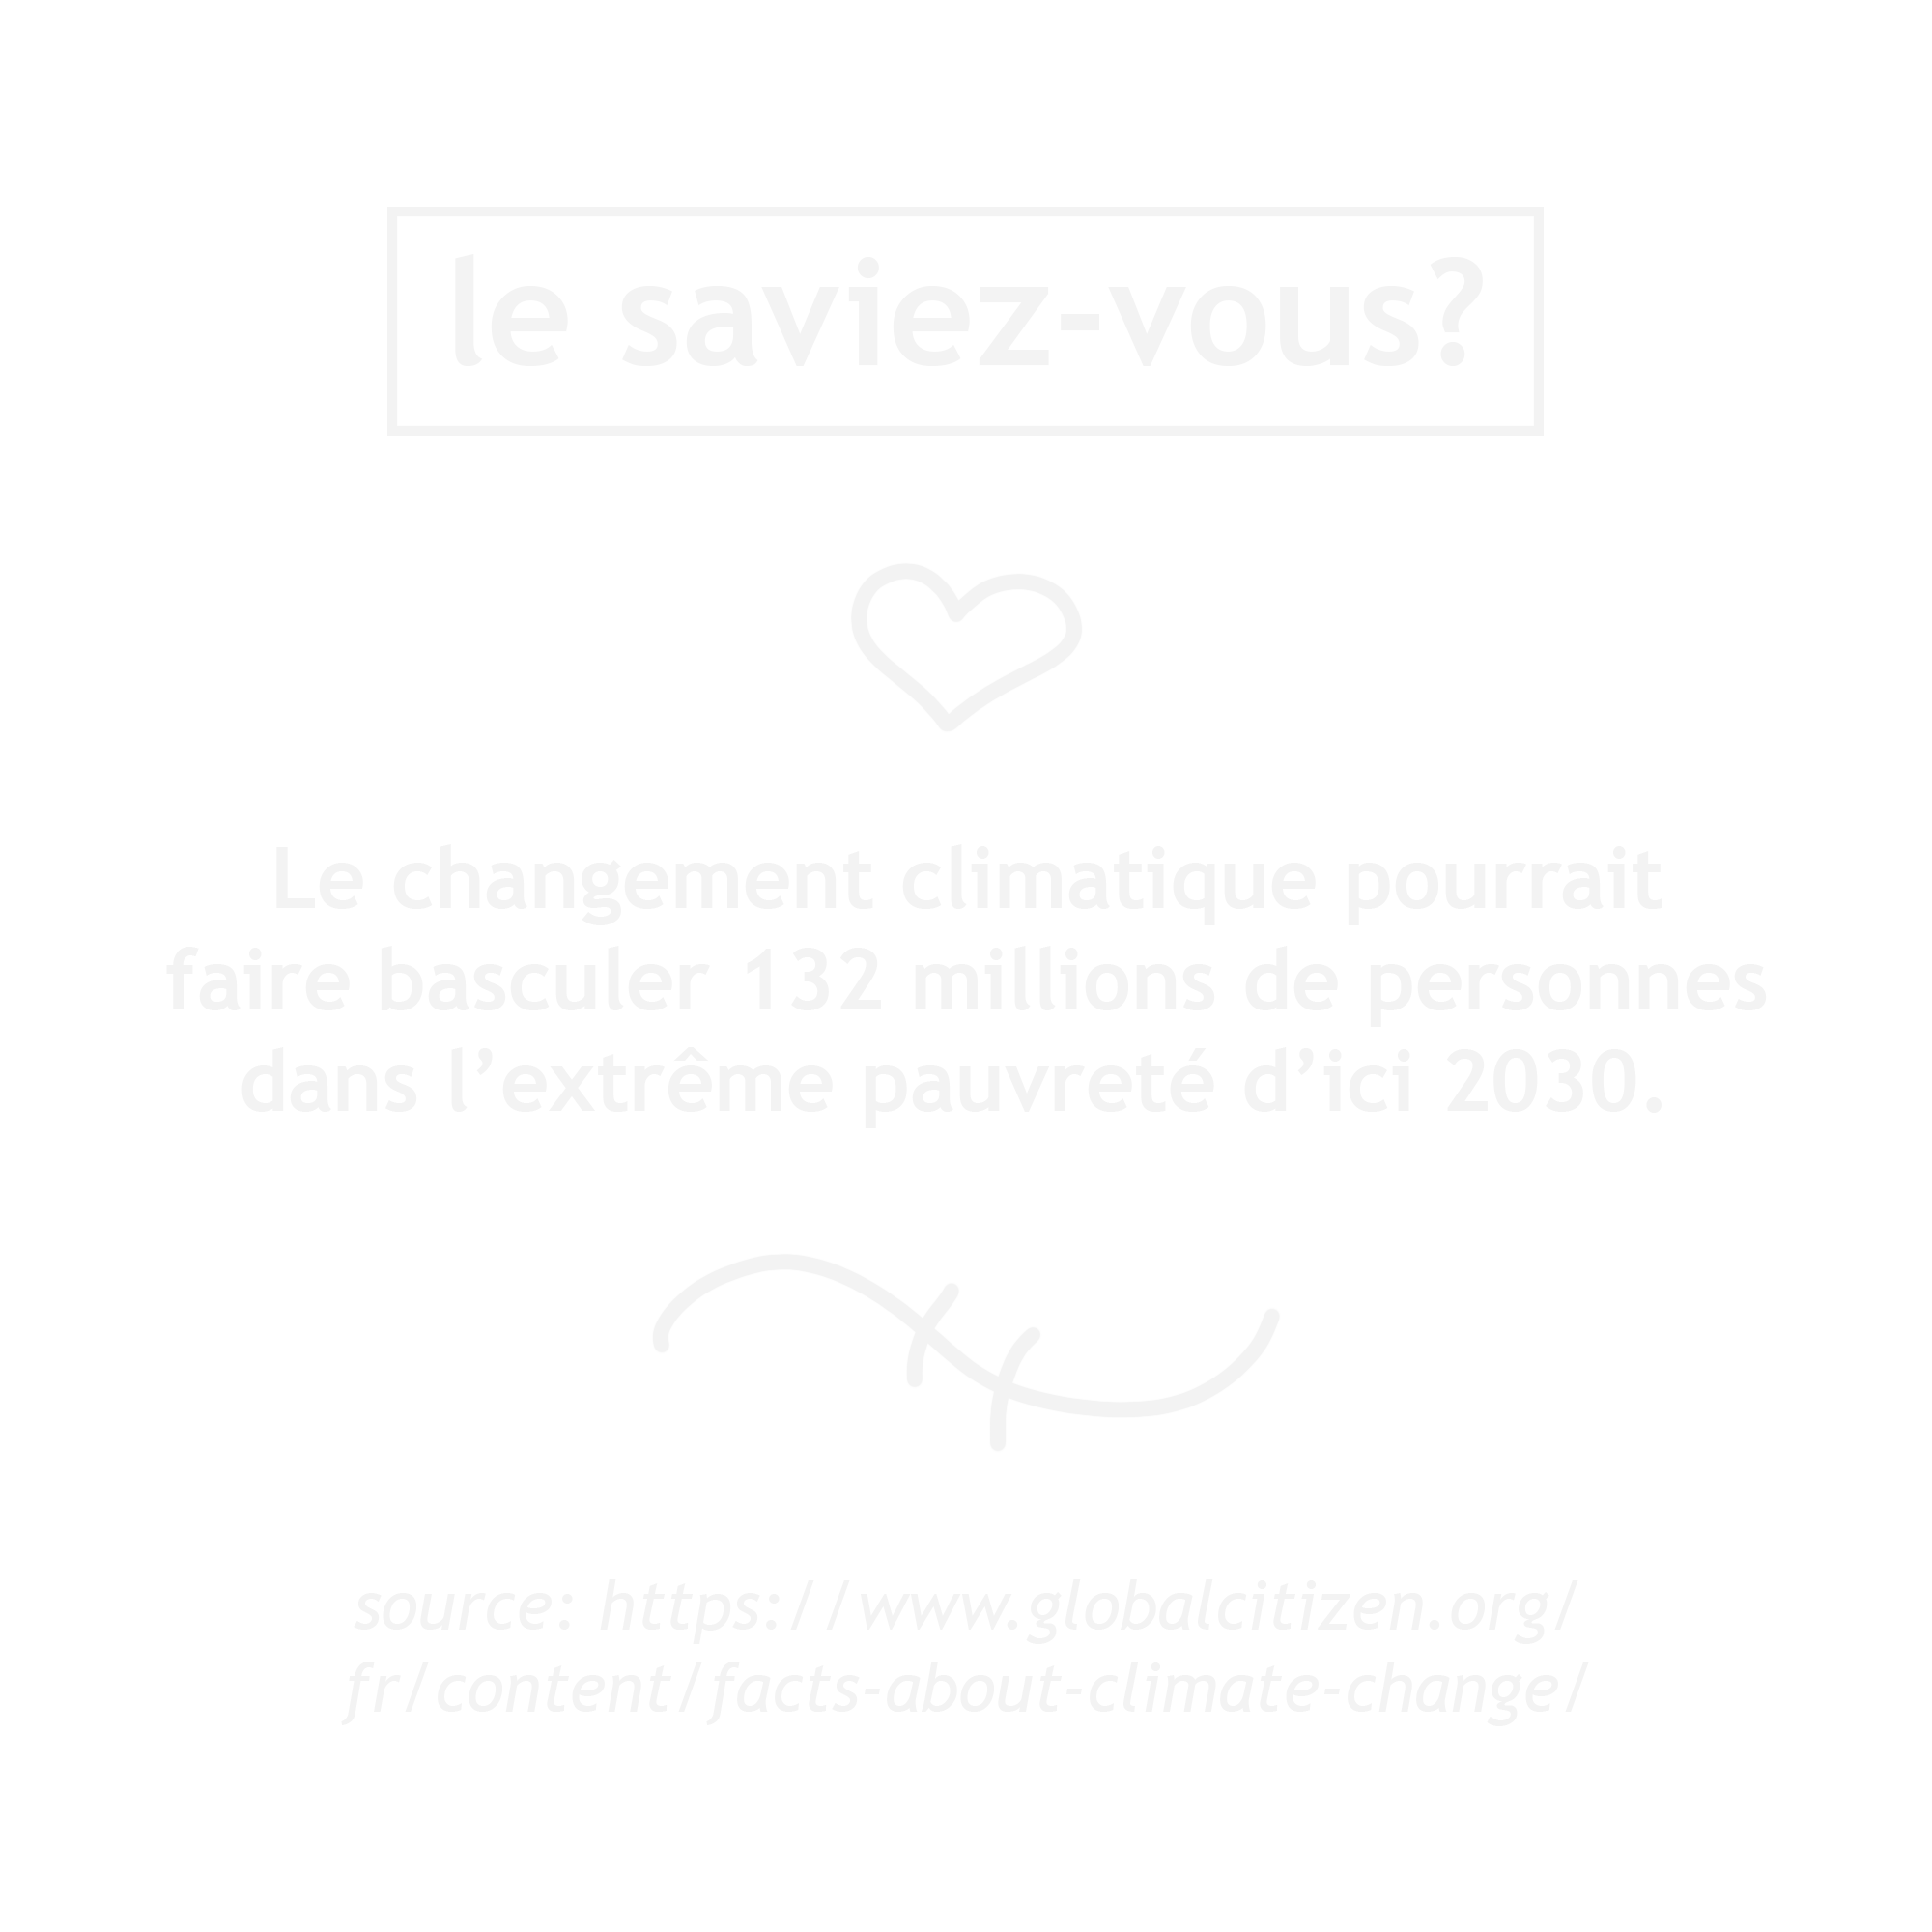 le saviez-vous?
Le changement climatique pourrait
faire basculer 132 millions de personnes
dans l’extrême pauvreté d’ici 2030.
source: https://www.globalcitizen.org/
fr/content/facts-about-climate-change/